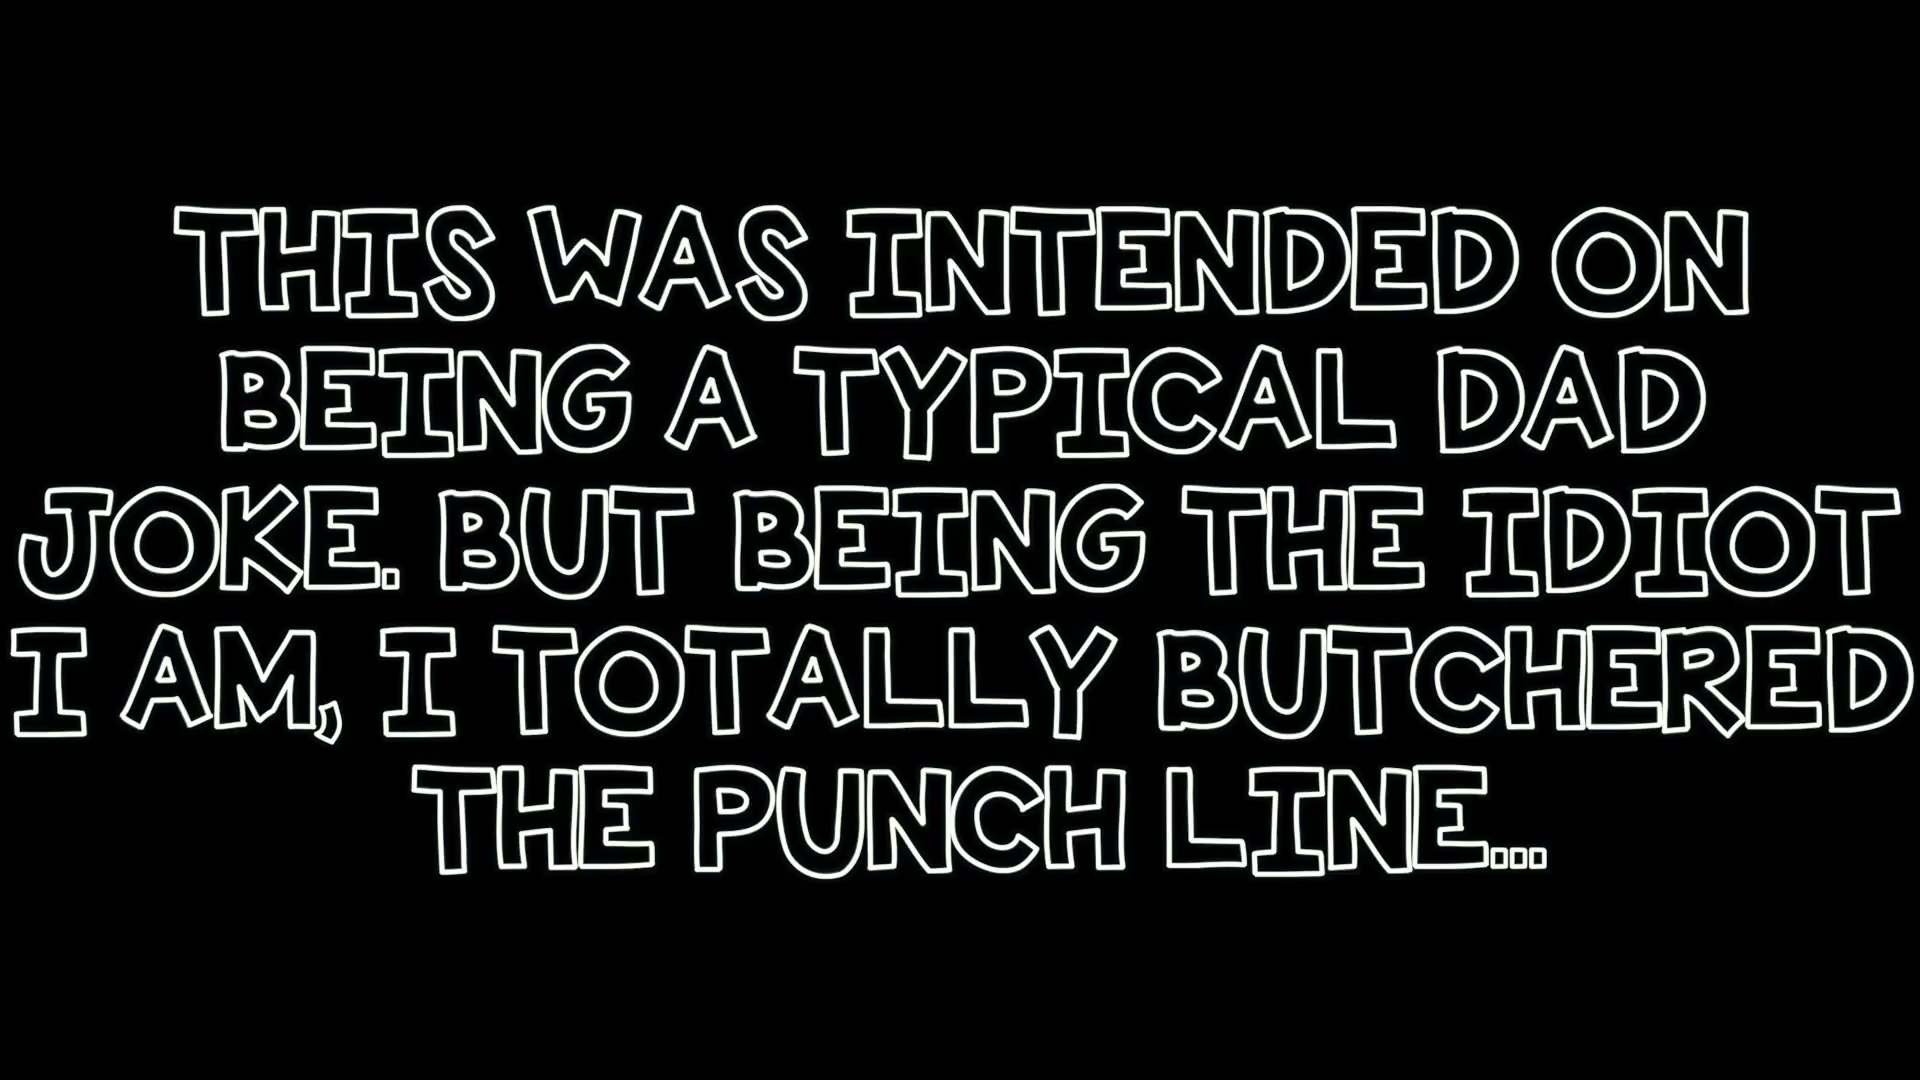 THIS WAS INTENDED ON
BEING A TYPICAL DAD
JOKE. BUT BEING THE IDIOT
I AM, I TOTALLY BUTCHERED
THE PUNCH LINE...